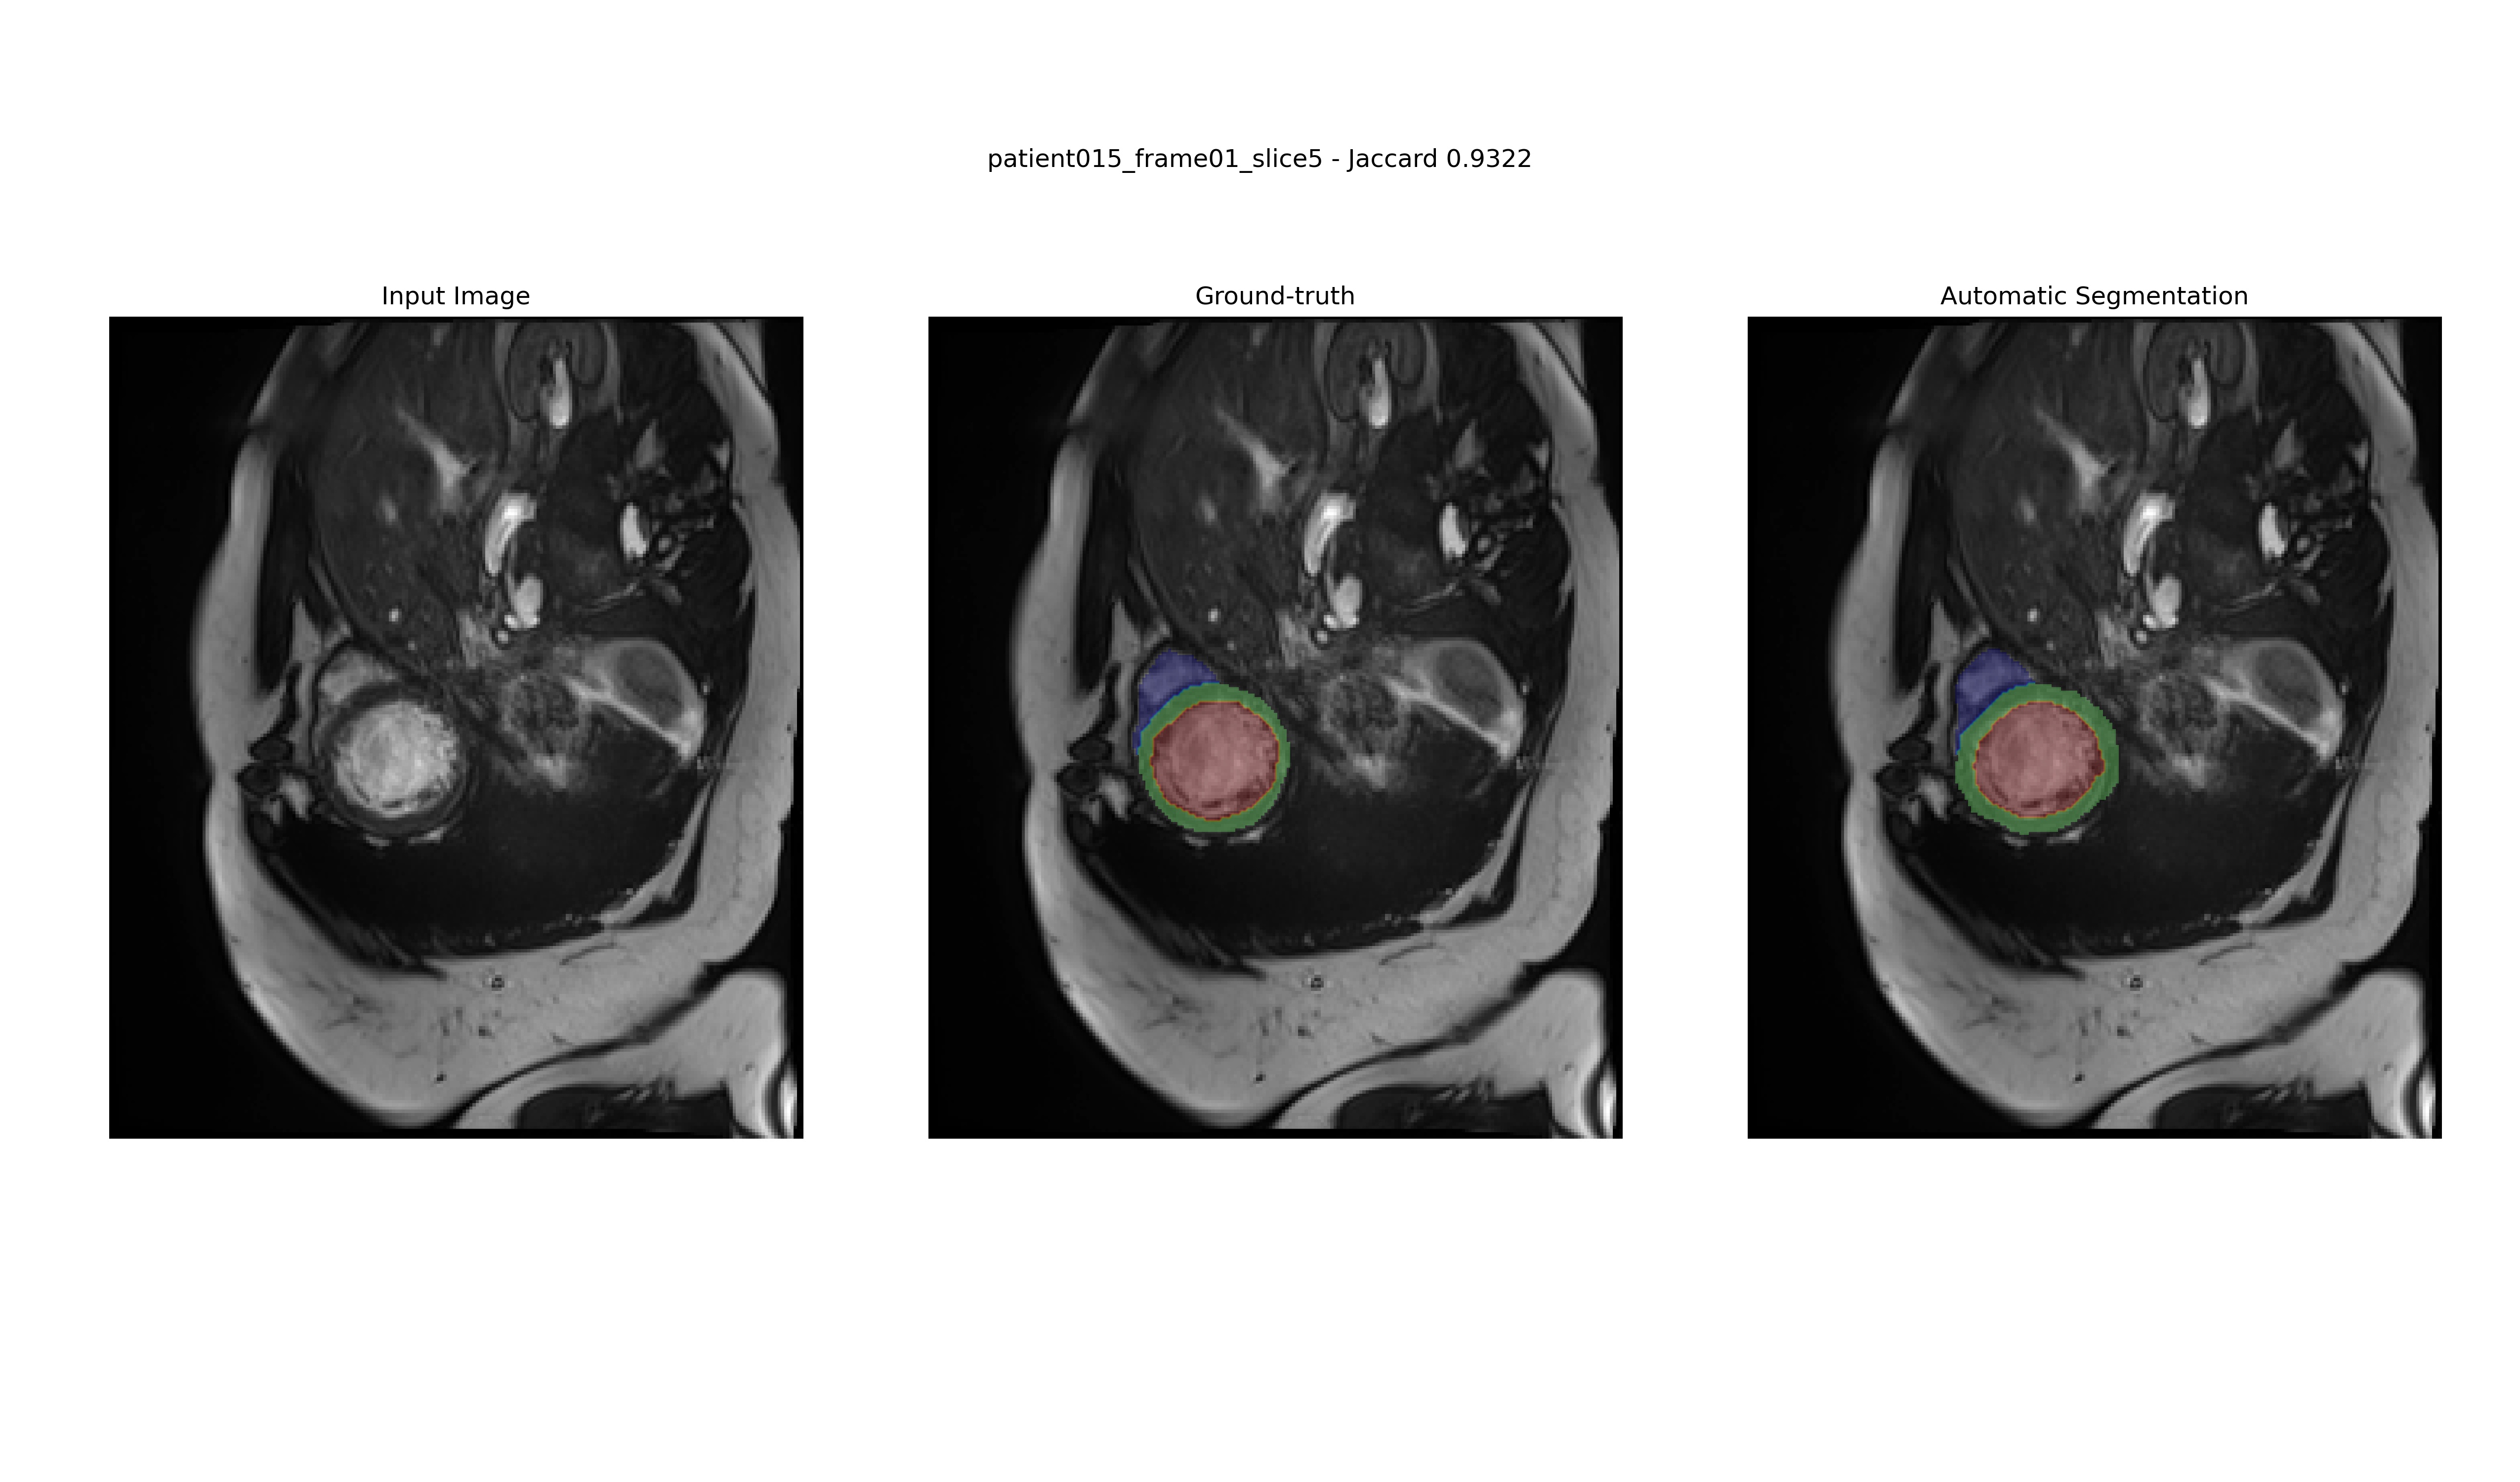 patient015_frame01_slice5 - Jaccard 0.9322
Input Image
Ground-truth
Automatic Segmentation